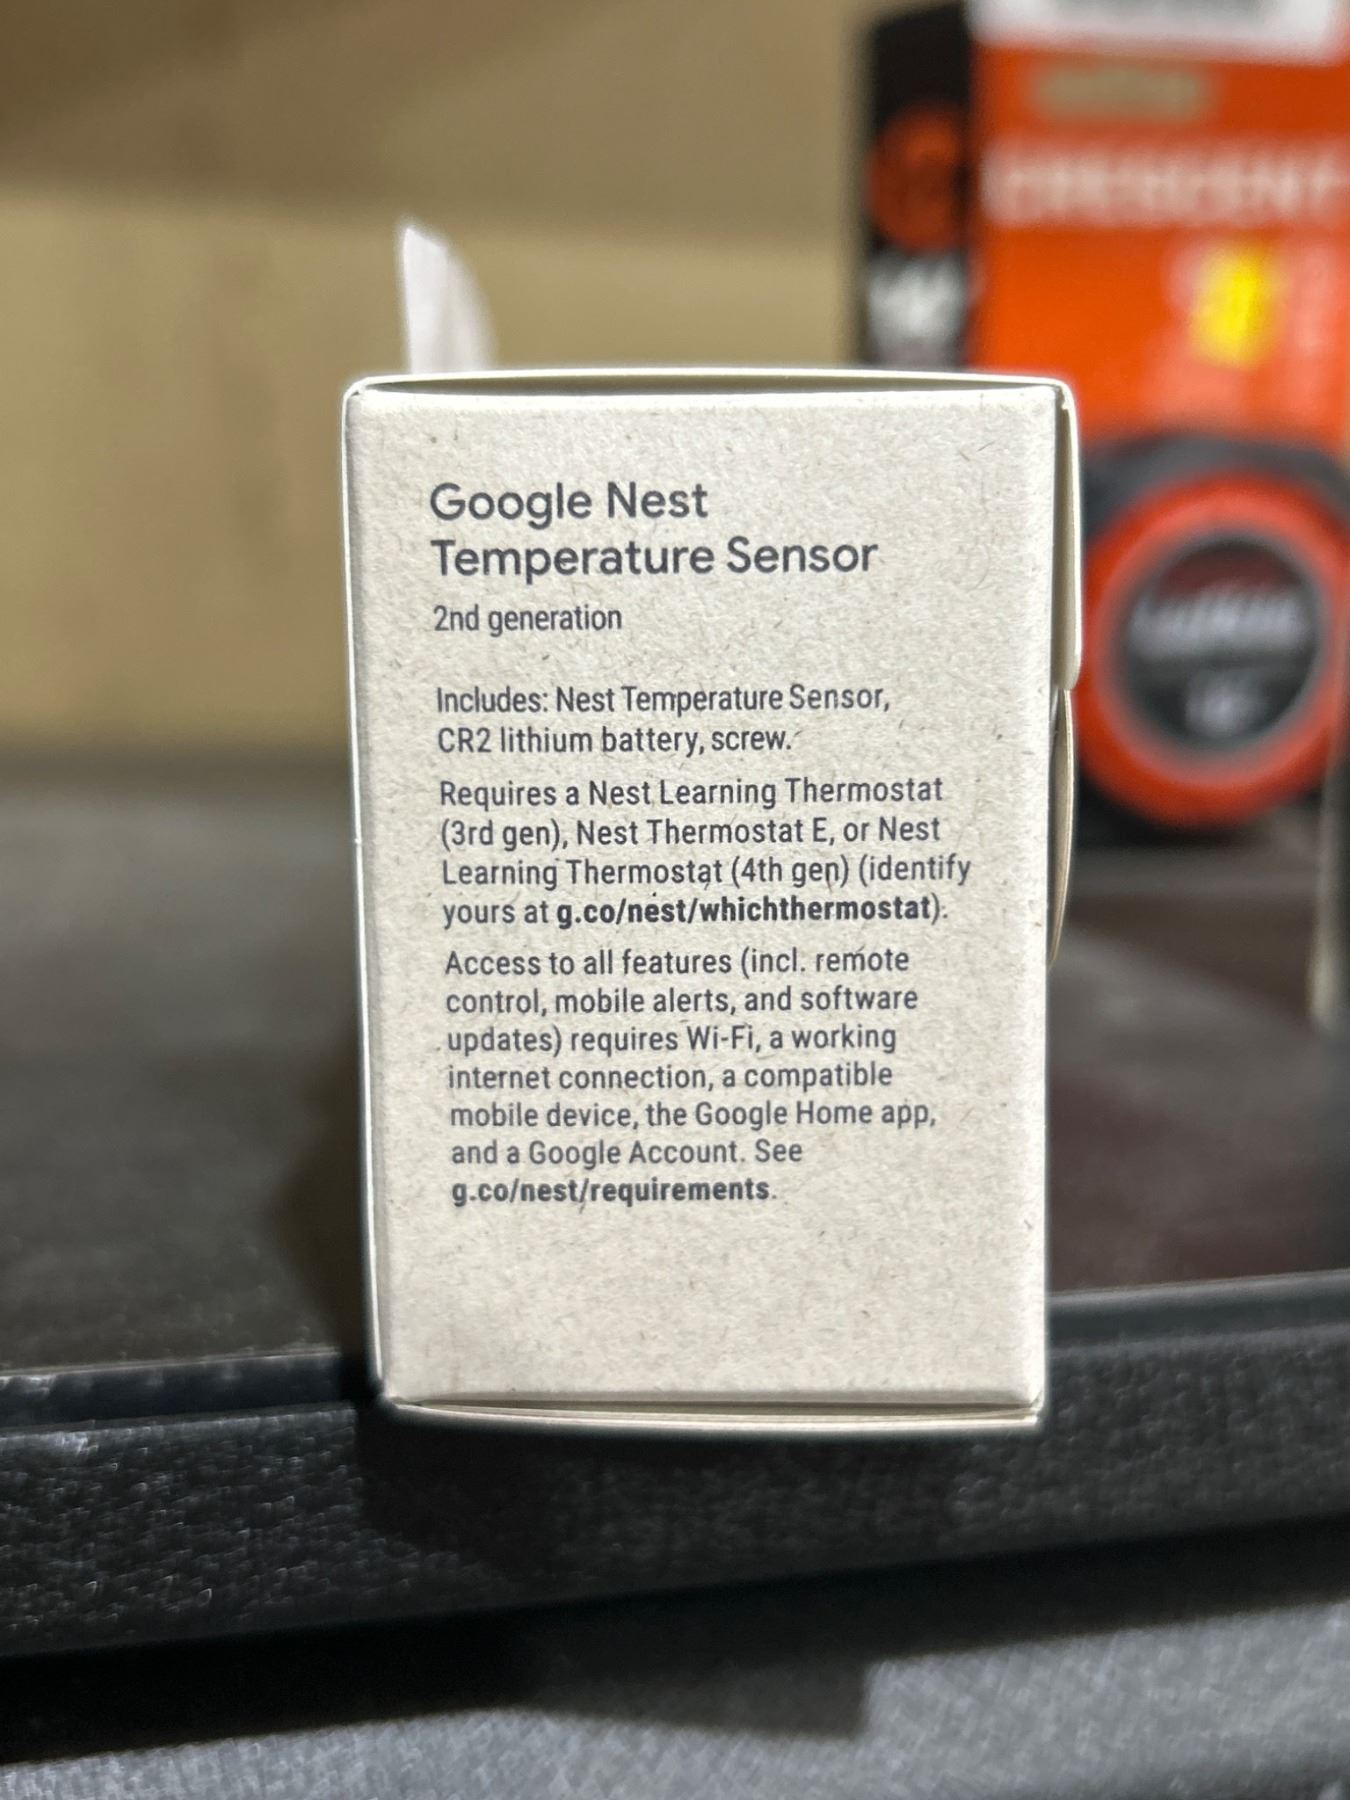 Google Nest
Temperature Sensor
2nd generation
Includes: Nest Temperature Sensor,
CR2 lithium battery, screw.
Requires a Nest Learning Thermostat
(3rd gen), Nest Thermostat E, or Nest
Learning Thermostat (4th gen) (identify
yours at g.co/nest/whichthermostat).
Access to all features (incl. remote
control, mobile alerts, and software
updates) requires Wi-Fi, a working
internet connection, a compatible
mobile device, the Google Home app,
and a Google Account. See
g.co/nest/requirements.
CRESCENT